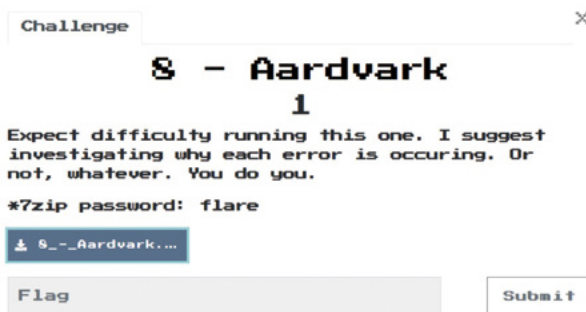 Challenge
8 - Aardvark
1
Expect difficulty running this one. I suggest
investigating why each error is occuring. Or
not, whatever. You do you.
*7zip password: flare
8_-_Aardvark.…
Flag
Submit